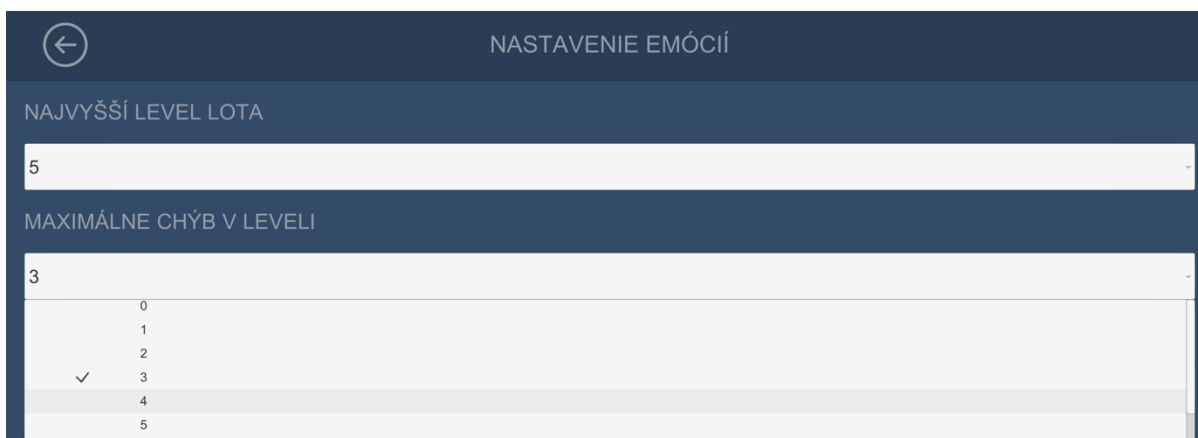 NASTAVENIE EMÓCIÍ
NAJVYŠŠÍ LEVEL LOTA
5
MAXIMÁLNE CHÝB V LEVELI
3
0
1
2
3
4
5